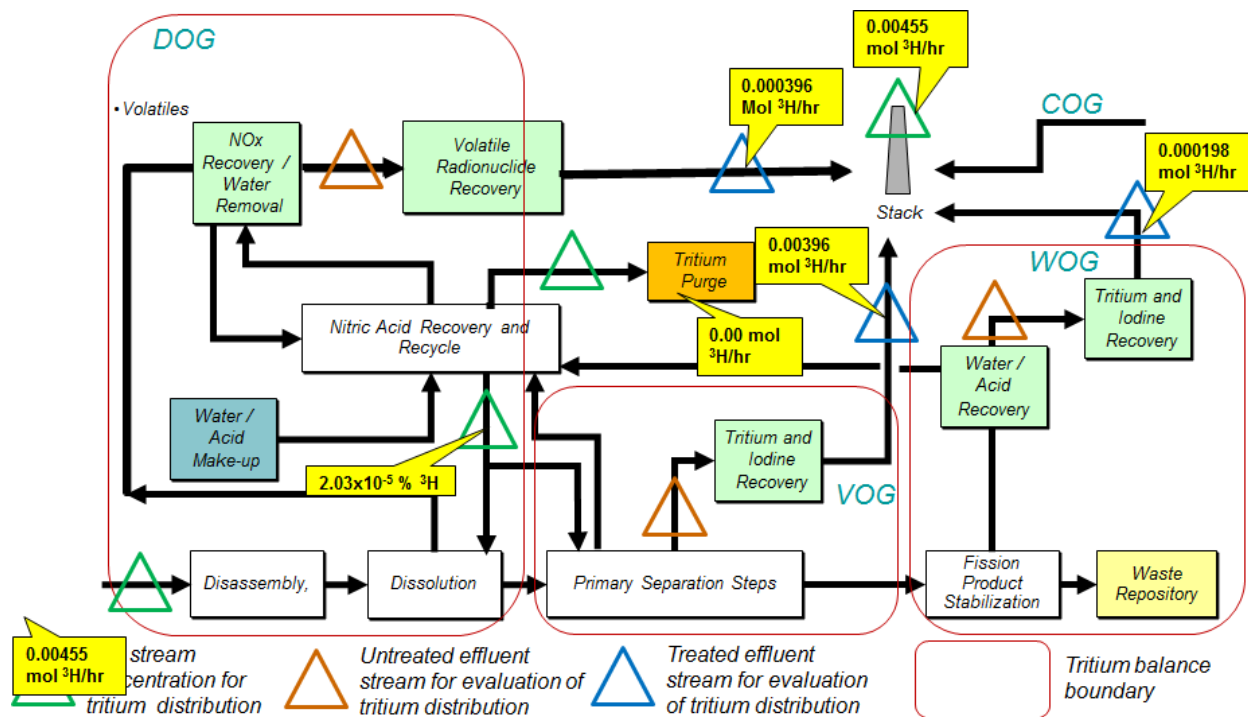 DOG
0.00455
mol ³H/hr
0.000396
Mol ³H/hr
COG
• Volatiles
NOx
Recovery /
Water
Removal
Volatile
Radionuclide
Recovery
0.000198
mol ³H/hr
Stack
Tritium
Purge
0.00396
mol ³H/hr
WOG
Tritium and
Iodine
Recovery
Nitric Acid Recovery and
Recycle
0.00 mol
³H/hr
Water /
Acid
Recovery
Water /
Acid
Make-up
Tritium and
Iodine
Recovery
2.03x10⁻⁵ % ³H
VOG
Disassembly,
Dissolution
Primary Separation Steps
Fission
Product
Stabilization
Waste
Repository
0.00455
mol ³H/hr
stream
centration for
tritium distribution
Untreated effluent
stream for evaluation of
tritium distribution
Treated effluent
stream for evaluation
of tritium distribution
Tritium balance
boundary